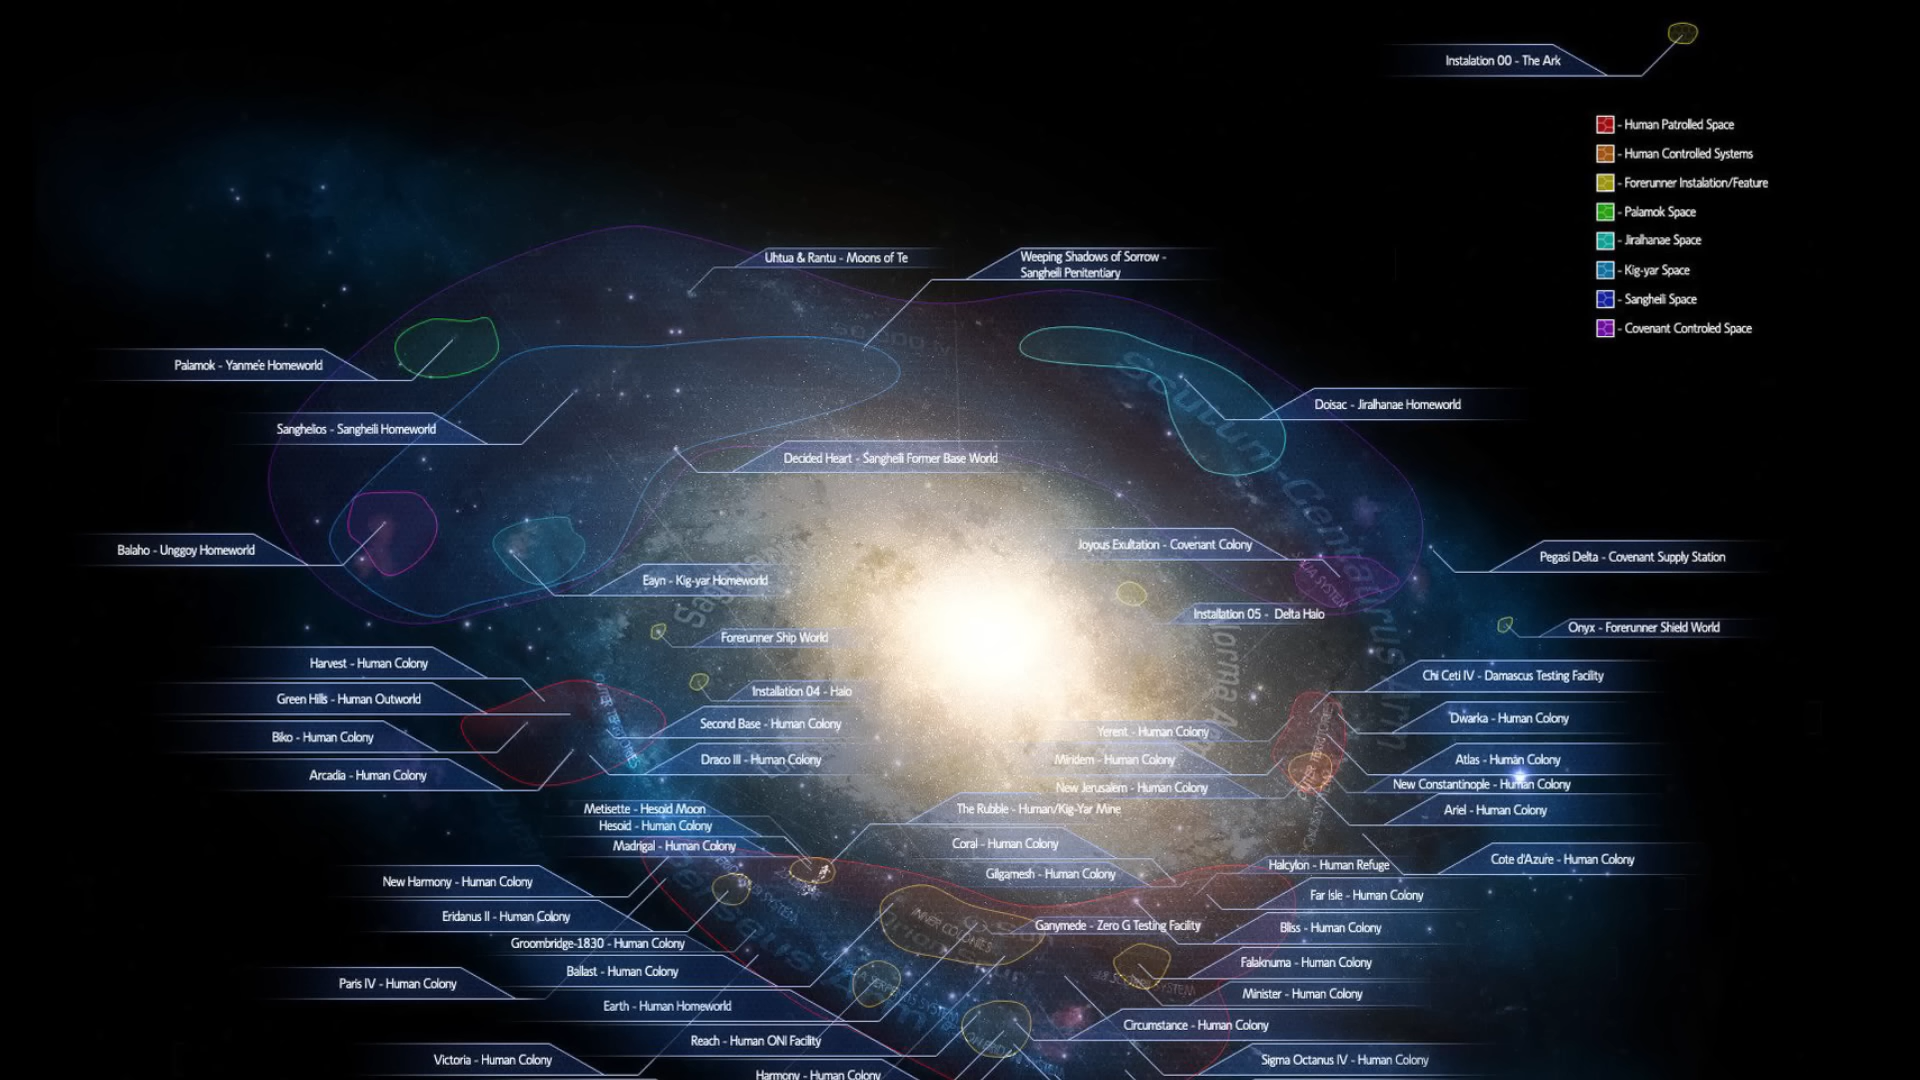 Instalation 00 - The Ark
- Human Patrolled Space
- Human Controlled Systems
- Forerunner Instalation/Feature
- Palamok Space
- Jiralhanae Space
- Kig-yar Space
- Sangheili Space
- Covenant Controled Space
Uhtua & Rantu - Moons of Te
Weeping Shadows of Sorrow -
Sangheili Penitentiary
Palamok - Yanme'e Homeworld
Doisac - Jiralhanae Homeworld
Sanghelios - Sangheili Homeworld
Decided Heart - Sangheili Former Base World
Scutum-Centaurus Arm
Joyous Exultation - Covenant Colony
Balaho - Unggoy Homeworld
Pegasi Delta - Covenant Supply Station
Eayn - Kig-yar Homeworld
Installation 05 - Delta Halo
Onyx - Forerunner Shield World
Forerunner Ship World
Harvest - Human Colony
Chi Ceti IV - Damascus Testing Facility
Green Hills - Human Outworld
Installation 04 - Halo
Second Base - Human Colony
Dwarka - Human Colony
Biko - Human Colony
Yerent - Human Colony
Draco III - Human Colony
Miridem - Human Colony
Atlas - Human Colony
Arcadia - Human Colony
New Jerusalem - Human Colony
New Constantinople - Human Colony
Metisette - Hesoid Moon
The Rubble - Human/Kig-Yar Mine
Ariel - Human Colony
Hesoid - Human Colony
Madrigal - Human Colony
Coral - Human Colony
Cote d'Azure - Human Colony
Halcylon - Human Refuge
Gilgamesh - Human Colony
New Harmony - Human Colony
Far Isle - Human Colony
Eridanus II - Human Colony
INNER COLONIES
Ganymede - Zero G Testing Facility
Bliss - Human Colony
Groombridge-1830 - Human Colony
Falaknuma - Human Colony
Ballast - Human Colony
Paris IV - Human Colony
Minister - Human Colony
Earth - Human Homeworld
Circumstance - Human Colony
Reach - Human ONI Facility
Victoria - Human Colony
Sigma Octanus IV - Human Colony
Harmony - Human Colony